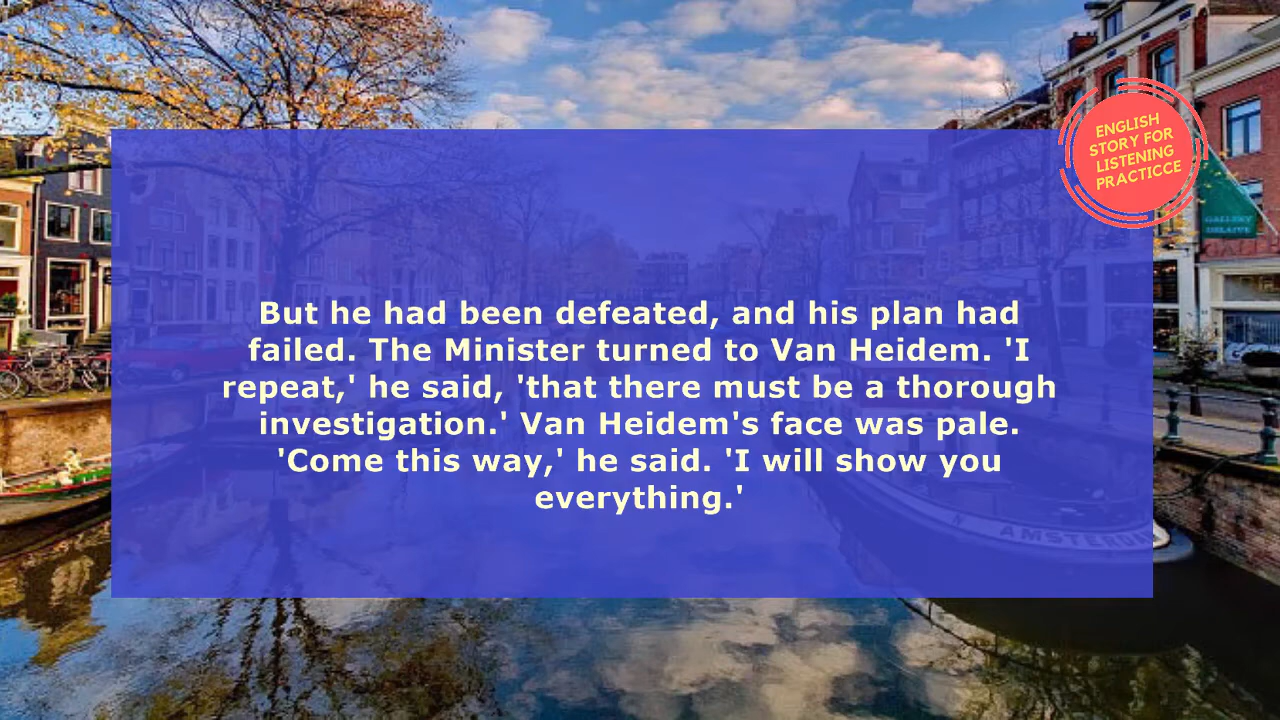 ENGLISH
STORY FOR
LISTENING
PRACTICCE
GALLERY
DELAIVE
But he had been defeated, and his plan had
failed. The Minister turned to Van Heidem. 'I
repeat,' he said, 'that there must be a thorough
investigation.' Van Heidem's face was pale.
'Come this way,' he said. 'I will show you
everything.'
AMSTERDAM